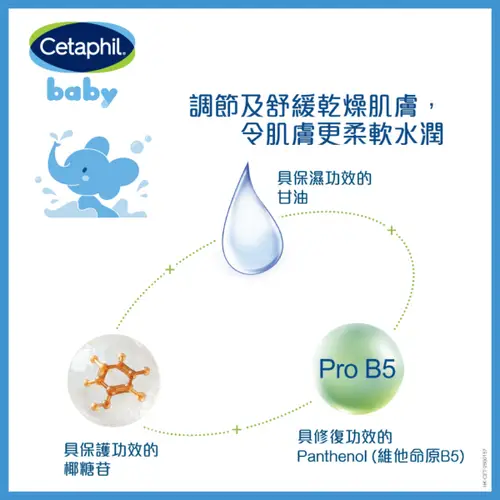 Cetaphil®
baby
調節及舒緩乾燥肌膚，
令肌膚更柔軟水潤
具保濕功效的
甘油
Pro B5
具保護功效的
椰糖苷
具修復功效的
Panthenol (維他命原B5)